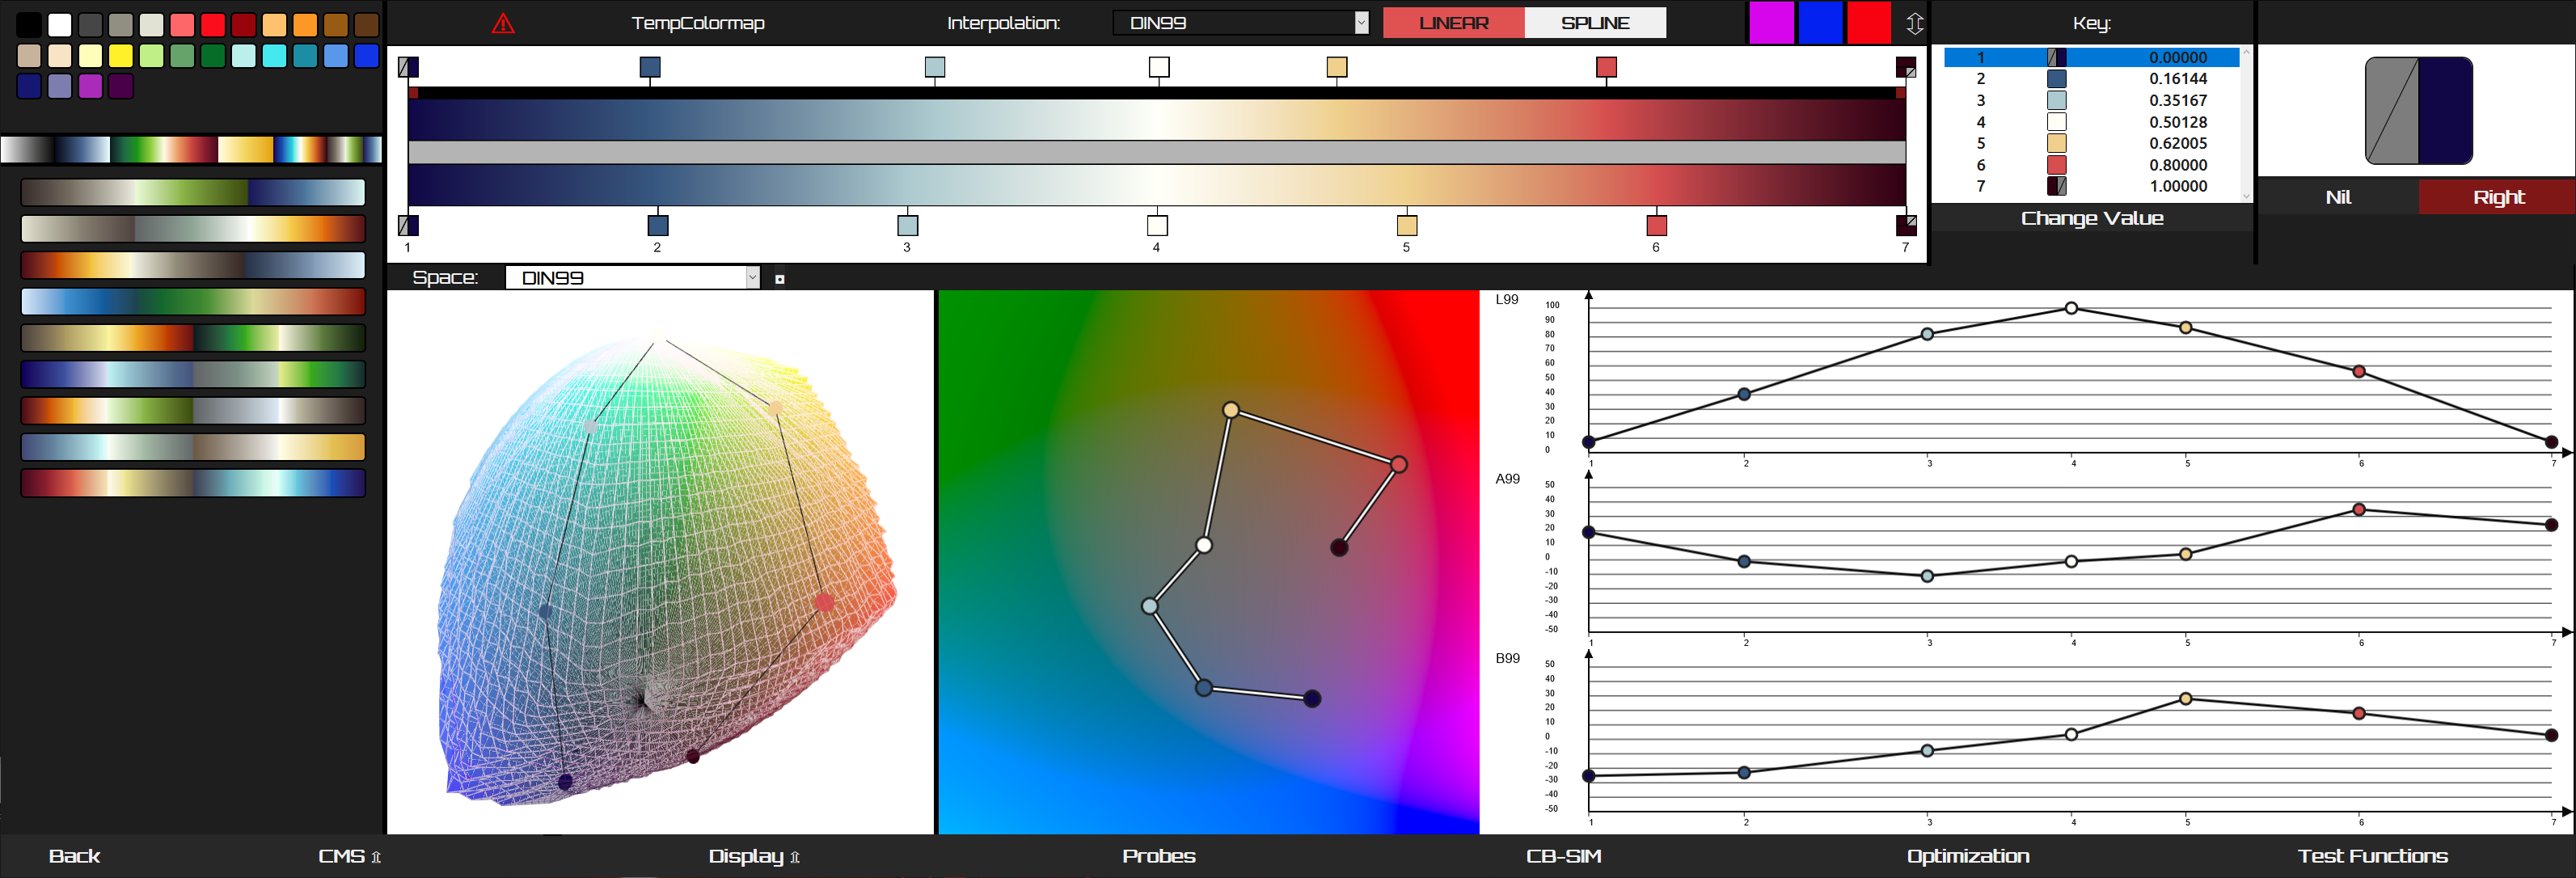 TempColormap
Interpolation:
DIN99
LINEAR
SPLINE
Key:
1 0.00000
2 0.16144
3 0.35167
4 0.50128
5 0.62005
6 0.80000
7 1.00000
Change Value
Nil
Right
1 2 3 4 5 6 7
Space:
DIN99
L99
100
90
80
70
60
50
40
30
20
10
0
1 2 3 4 5 6 7
A99
50
40
30
20
10
0
-10
-20
-30
-40
-50
1 2 3 4 5 6 7
B99
50
40
30
20
10
0
-10
-20
-30
-40
-50
1 2 3 4 5 6 7
Back
CMS ⇫
Display ⇫
Probes
CB-SIM
Optimization
Test Functions